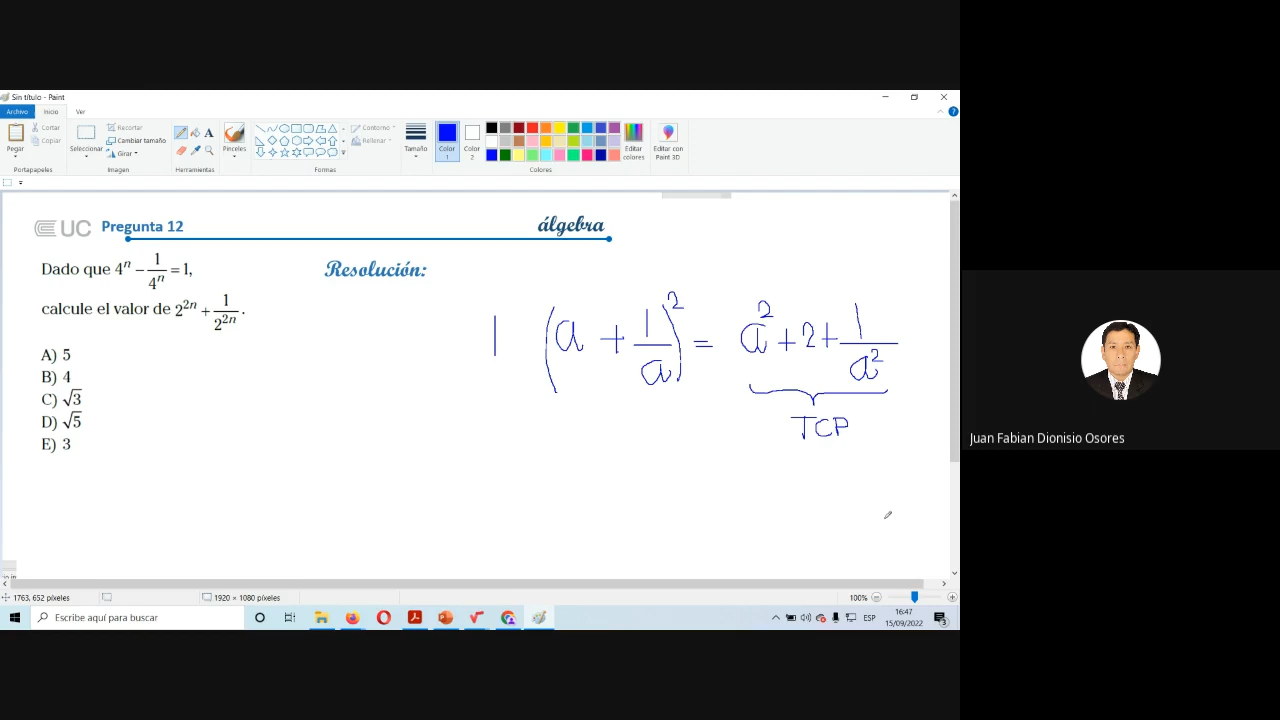 Sin título - Paint
Archivo Inicio Ver
Pegar
Cortar
Copiar
Portapapeles
Seleccionar
Recortar
Cambiar tamaño
Girar
Imagen
A
Herramientas
Pinceles
Contorno
Rellenar
Formas
Tamaño
Color 1
Color 2
Editar colores
Editar con Paint 3D
Colores
UC Pregunta 12 álgebra
Dado que 4ⁿ − 1/4ⁿ = 1,
calcule el valor de 2²ⁿ + 1/2²ⁿ.
A) 5
B) 4
C) √3
D) √5
E) 3
Resolución:
1 (a + 1/a)² = a² + 2 + 1/a²
TCP
1763, 652 píxeles 1920 × 1080 píxeles 100%
Escribe aquí para buscar ESP 16:47
15/09/2022 3
Juan Fabian Dionisio Osores